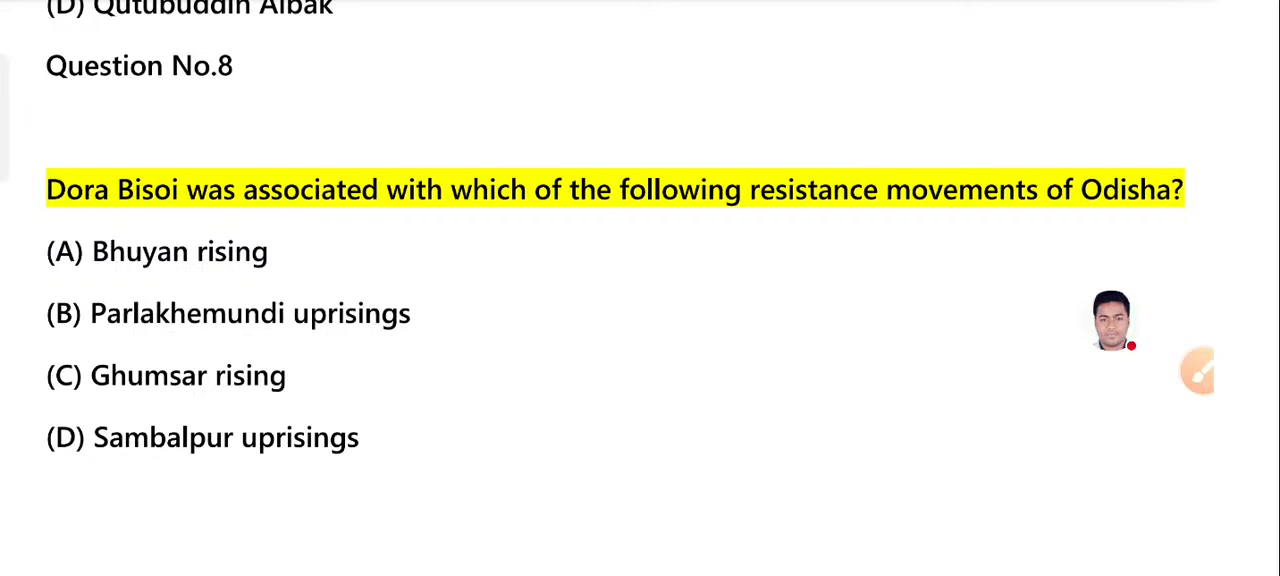 (D) Qutubuddin Aibak
Question No.8
Dora Bisoi was associated with which of the following resistance movements of Odisha?
(A) Bhuyan rising
(B) Parlakhemundi uprisings
(C) Ghumsar rising
(D) Sambalpur uprisings